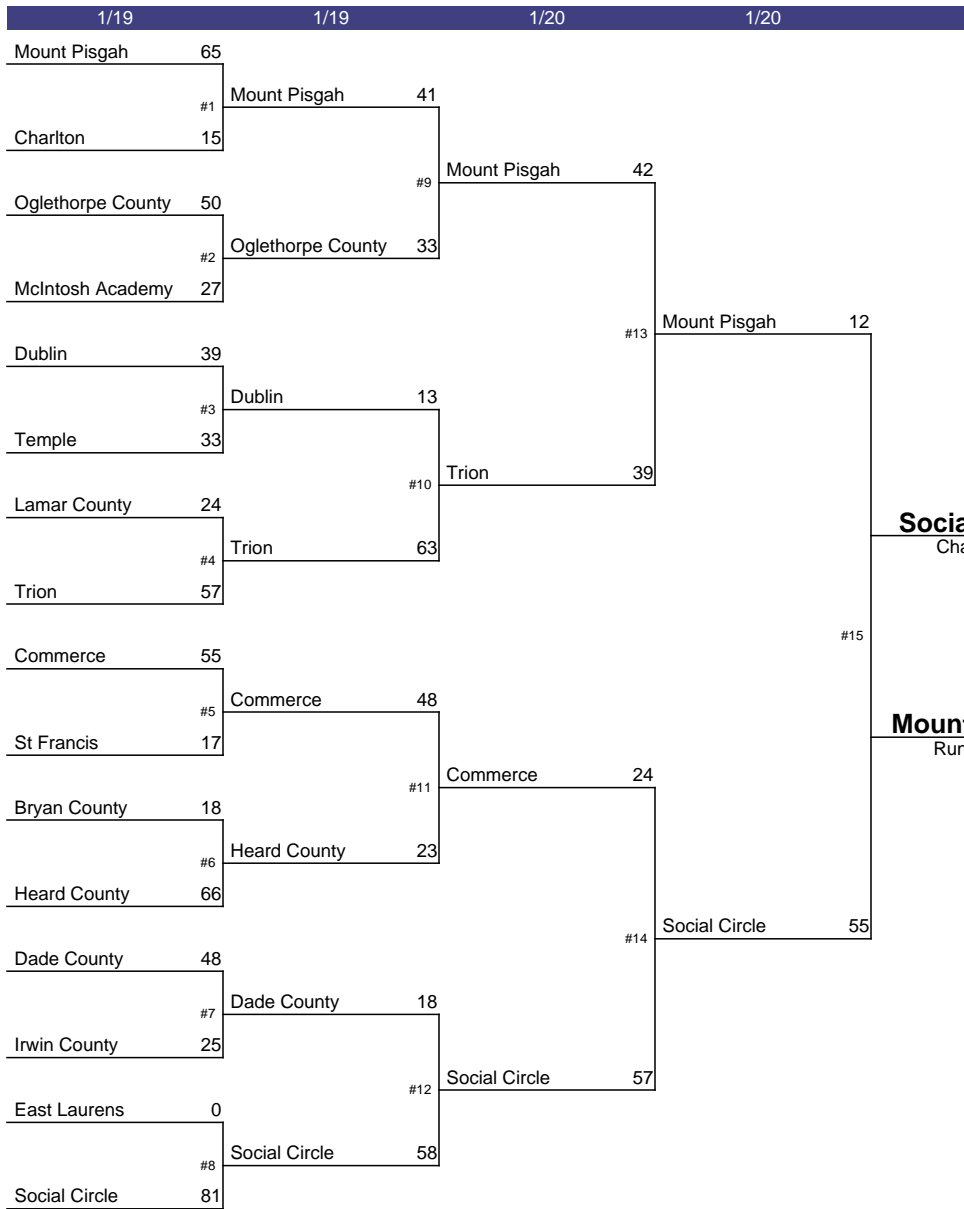 1/19 1/19 1/20 1/20
Mount Pisgah 65
#1 Mount Pisgah 41
Charlton 15
#9 Mount Pisgah 42
Oglethorpe County 50
#2 Oglethorpe County 33
McIntosh Academy 27
#13 Mount Pisgah 12
Dublin 39
#3 Dublin 13
Temple 33
#10 Trion 39
Lamar County 24
#4 Trion 63
Trion 57
Socia
Cha
#15
Commerce 55
#5 Commerce 48
St Francis 17
Mount
Run
#11 Commerce 24
Bryan County 18
#6 Heard County 23
Heard County 66
#14 Social Circle 55
Dade County 48
#7 Dade County 18
Irwin County 25
#12 Social Circle 57
East Laurens 0
#8 Social Circle 58
Social Circle 81